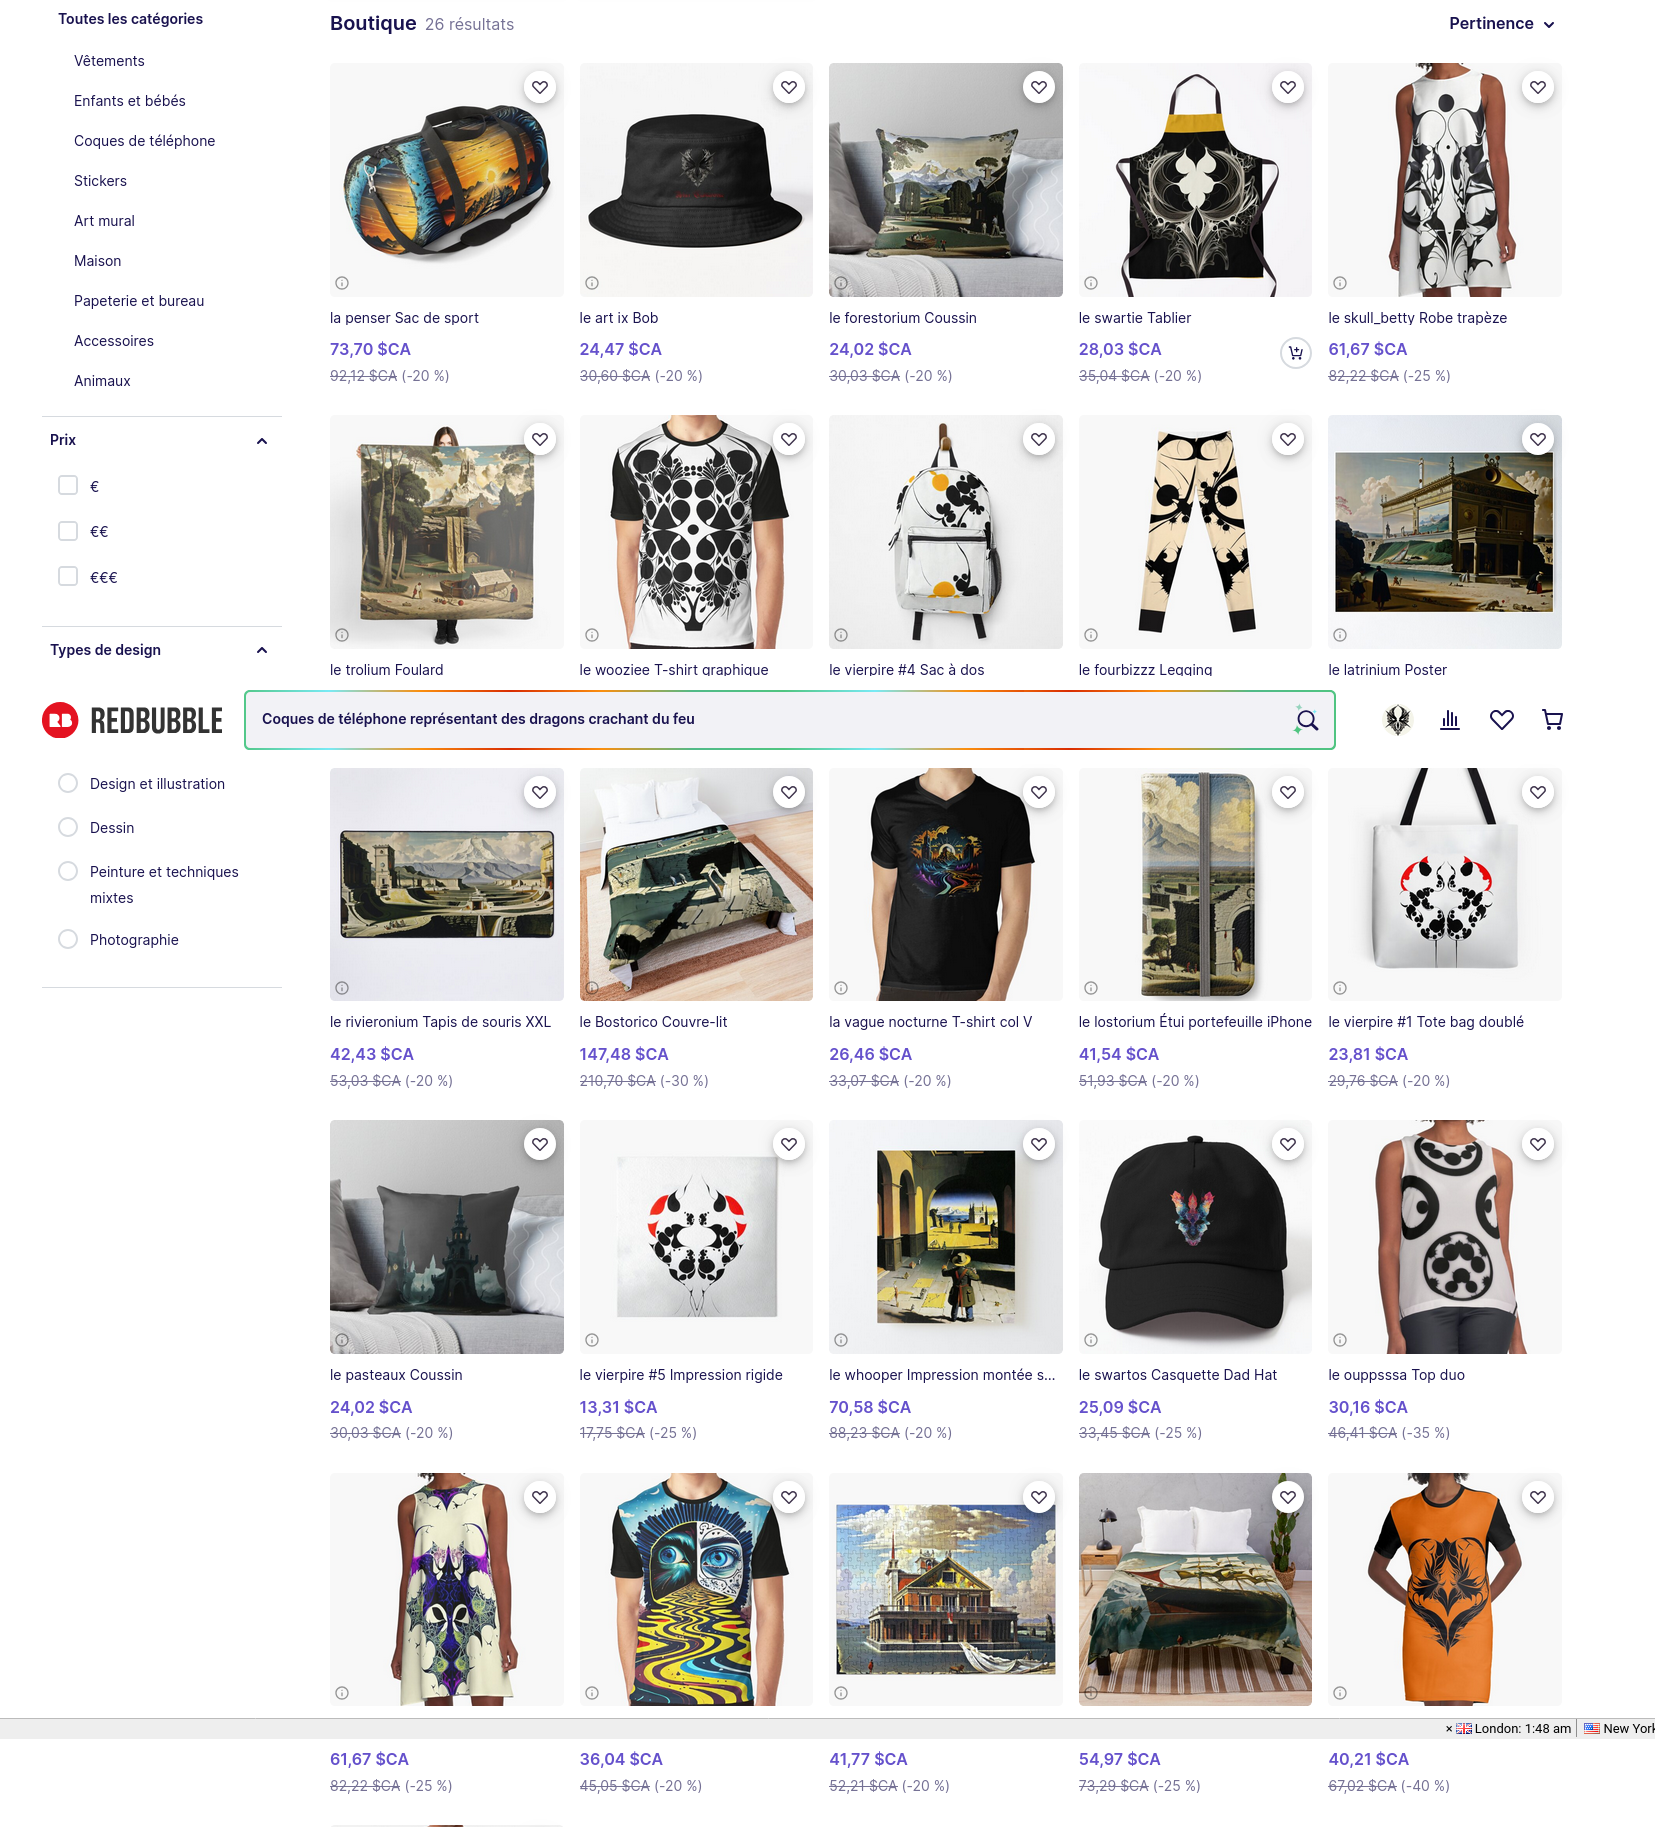 Toutes les catégories
Vêtements
Enfants et bébés
Coques de téléphone
Stickers
Art mural
Maison
Papeterie et bureau
Accessoires
Animaux
Prix
€
€€
€€€
Types de design
Boutique 26 résultats
Pertinence
la penser Sac de sport
73,70 $CA
92,12 $CA (-20 %)
le art ix Bob
24,47 $CA
30,60 $CA (-20 %)
le forestorium Coussin
24,02 $CA
30,03 $CA (-20 %)
le swartie Tablier
28,03 $CA
35,04 $CA (-20 %)
le skull_betty Robe trapèze
61,67 $CA
82,22 $CA (-25 %)
le trolium Foulard
le wooziee T-shirt graphique
le vierpire #4 Sac à dos
le fourbizzz Legging
le latrinium Poster
RB REDBUBBLE
Coques de téléphone représentant des dragons crachant du feu
Design et illustration
Dessin
Peinture et techniques
mixtes
Photographie
le rivieronium Tapis de souris XXL
42,43 $CA
53,03 $CA (-20 %)
le Bostorico Couvre-lit
147,48 $CA
210,70 $CA (-30 %)
la vague nocturne T-shirt col V
26,46 $CA
33,07 $CA (-20 %)
le lostorium Étui portefeuille iPhone
41,54 $CA
51,93 $CA (-20 %)
le vierpire #1 Tote bag doublé
23,81 $CA
29,76 $CA (-20 %)
le pasteaux Coussin
24,02 $CA
30,03 $CA (-20 %)
le vierpire #5 Impression rigide
13,31 $CA
17,75 $CA (-25 %)
le whooper Impression montée s...
70,58 $CA
88,23 $CA (-20 %)
le swartos Casquette Dad Hat
25,09 $CA
33,45 $CA (-25 %)
le ouppsssa Top duo
30,16 $CA
46,41 $CA (-35 %)
× London: 1:48 am New York
61,67 $CA
82,22 $CA (-25 %)
36,04 $CA
45,05 $CA (-20 %)
41,77 $CA
52,21 $CA (-20 %)
54,97 $CA
73,29 $CA (-25 %)
40,21 $CA
67,02 $CA (-40 %)